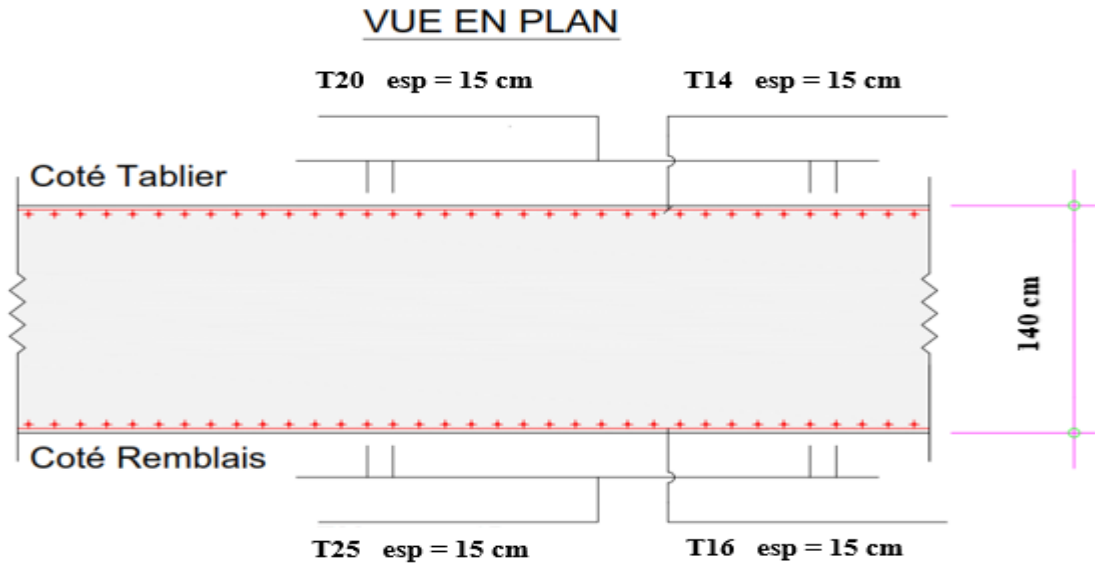 VUE EN PLAN
T20 esp = 15 cm
T14 esp = 15 cm
Coté Tablier
140 cm
Coté Remblais
T25 esp = 15 cm
T16 esp = 15 cm